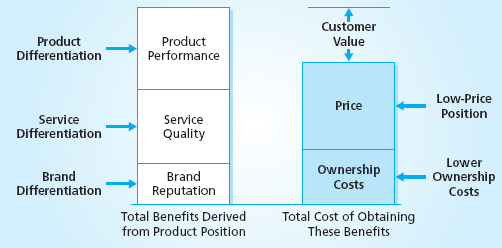 Product
Differentiation
Service
Differentiation
Brand
Differentiation
Product
Performance
Service
Quality
Brand
Reputation
Total Benefits Derived
from Product Position
Customer
Value
Price
Ownership
Costs
Total Cost of Obtaining
These Benefits
Low-Price
Position
Lower
Ownership
Costs